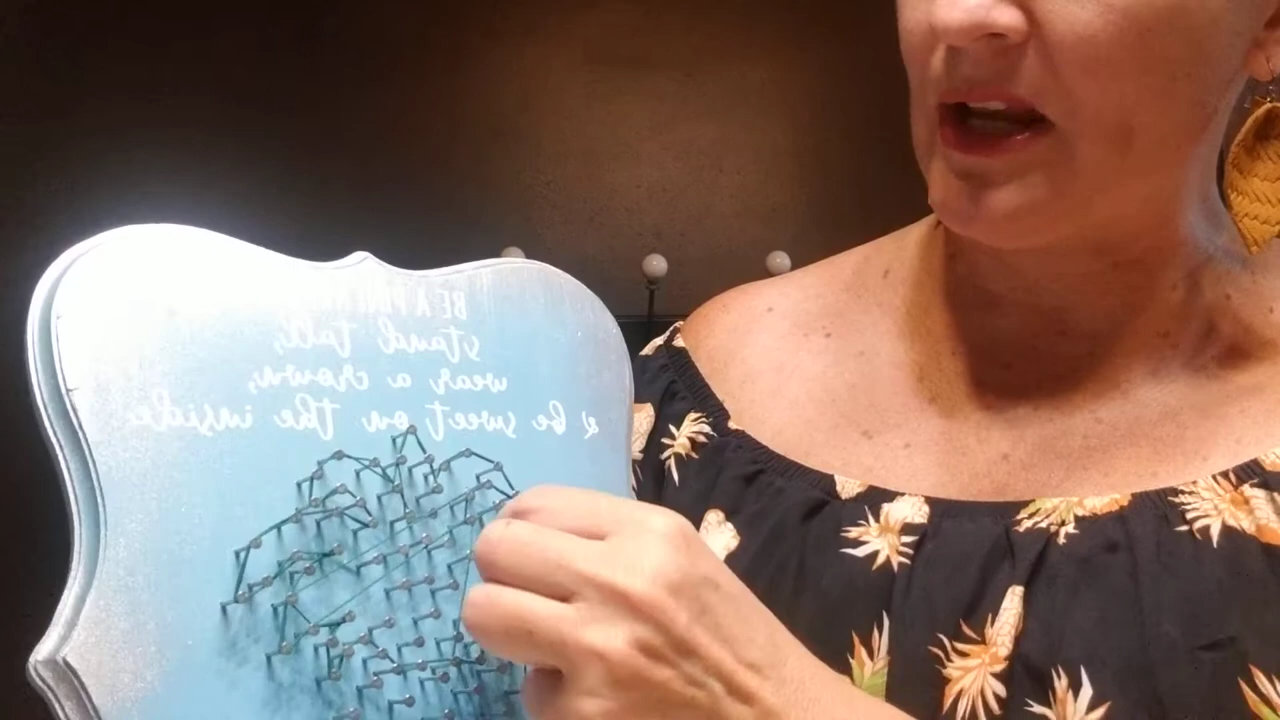 BE A
stand tall,
wear a crown,
& be sweet on the inside